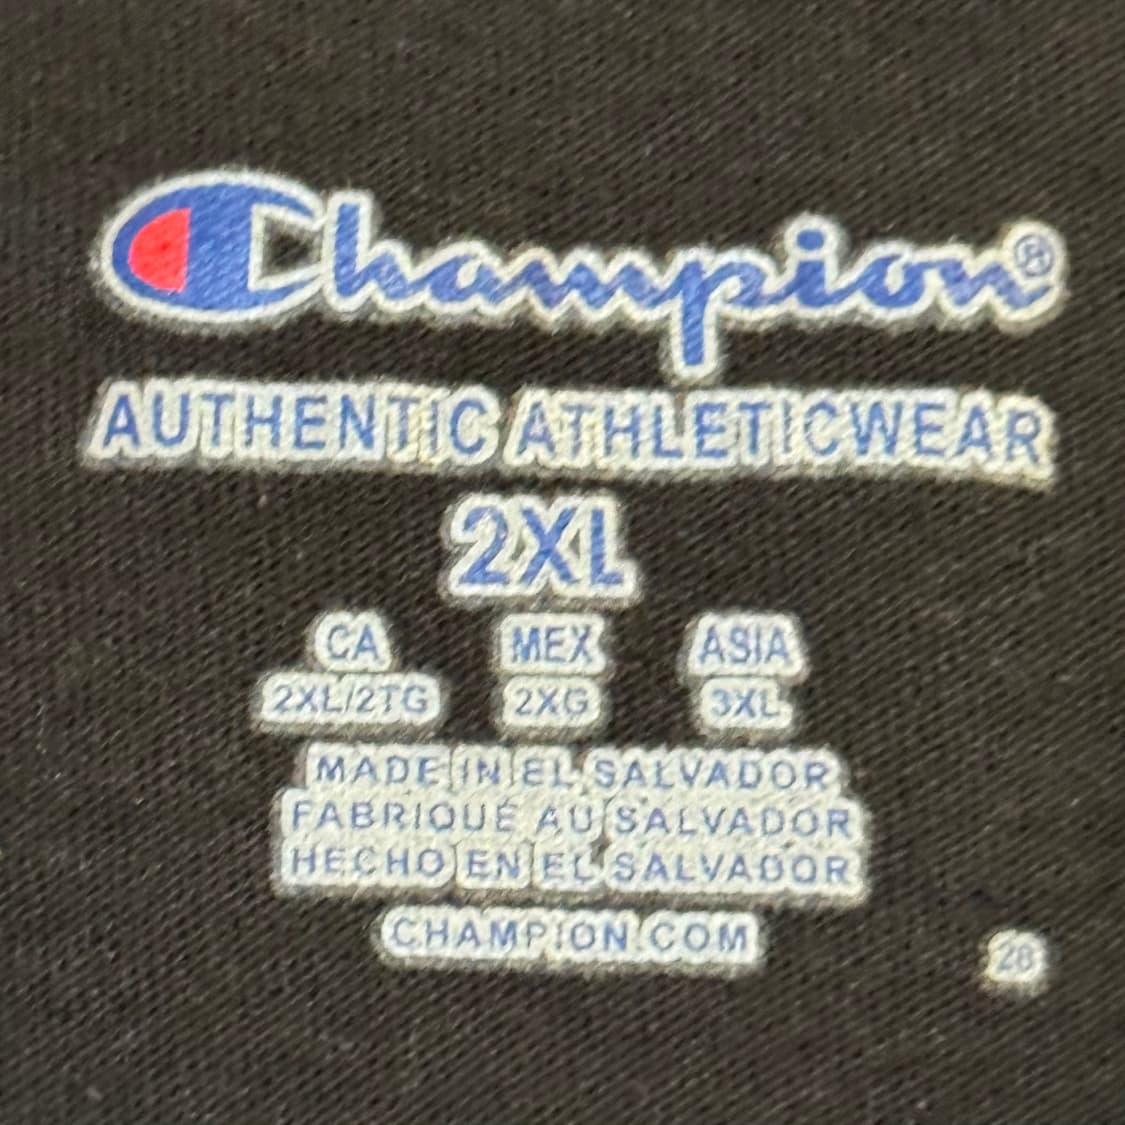 Champion®
AUTHENTIC ATHLETICWEAR
2XL
CA MEX ASIA
2XL/2TG 2XG 3XL
MADE IN EL SALVADOR
FABRIQUÉ AU SALVADOR
HECHO EN EL SALVADOR
CHAMPION.COM
28